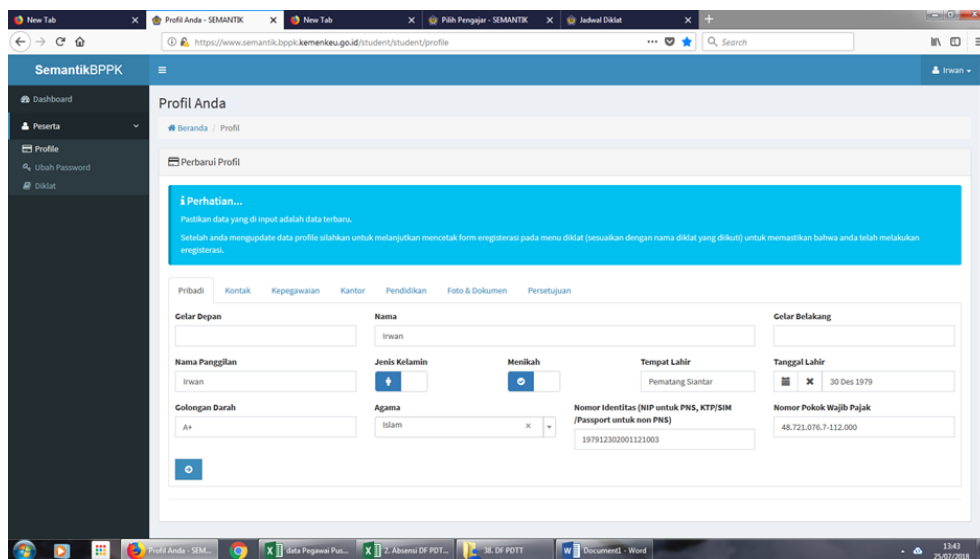 New Tab
Profil Anda - SEMANTIK
New Tab
Pilih Pengajar - SEMANTIK
Jadwal Diklat
https://www.semantik.bppk.kemenkeu.go.id/student/student/profile
Search
SemantikBPPK
Irwan
Dashboard
Peserta
Profile
Ubah Password
Diklat
Profil Anda
Beranda / Profil
Perbarui Profil
Perhatian...
Pastikan data yang di input adalah data terbaru.
Setelah anda mengupdate data profile silahkan untuk melanjutkan mencetak form eregisterasi pada menu diklat (sesuaikan dengan nama diklat yang diikuti) untuk memastikan bahwa anda telah melakukan
eregisterasi.
Pribadi Kontak Kepegawaian Kantor Pendidikan Foto & Dokumen Persetujuan
Gelar Depan Nama Gelar Belakang
Irwan
Nama Panggilan Jenis Kelamin Menikah Tempat Lahir Tanggal Lahir
Irwan Pematang Siantar 30 Des 1979
Golongan Darah Agama Nomor Identitas (NIP untuk PNS, KTP/SIM
/Passport untuk non PNS) Nomor Pokok Wajib Pajak
A+ Islam 197912302001121003 48.721.076.7-112.000
Profil Anda - SEM...
data Pegawai Pus...
2. Absensi DF PDT...
38. DF PDTT
Document1 - Word
13:43
25/07/2018